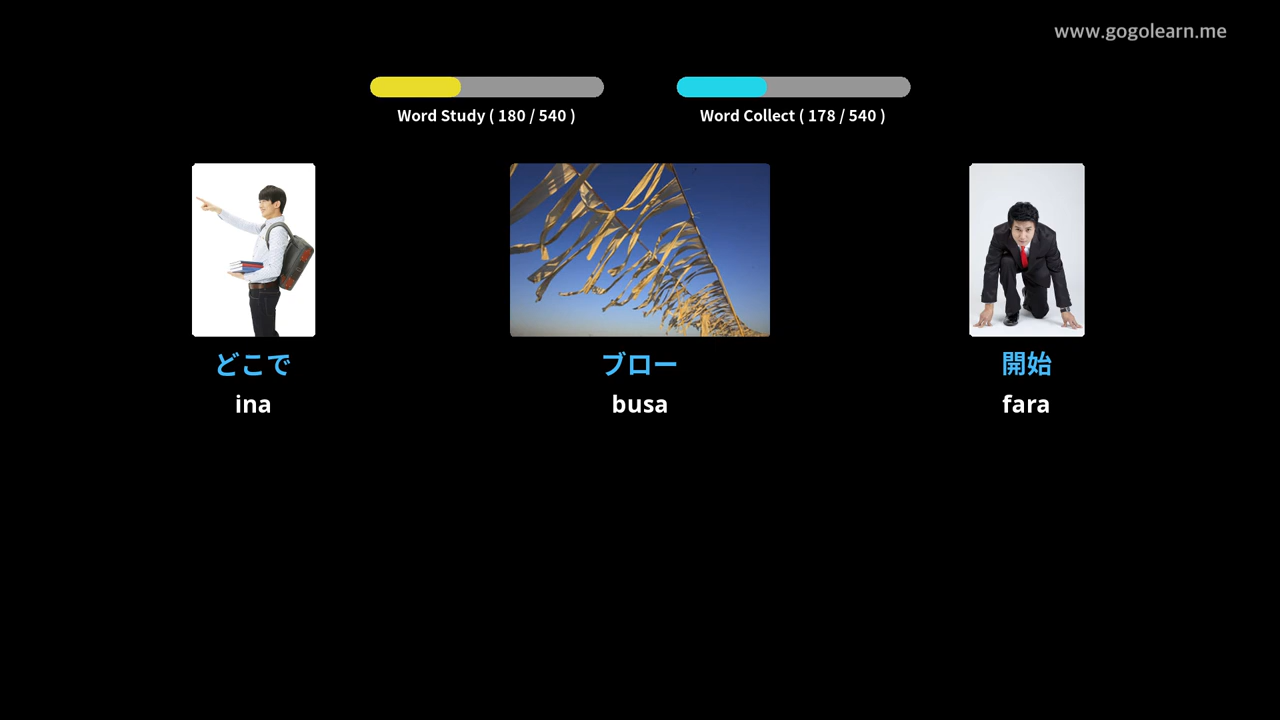 www.gogolearn.me
Word Study ( 180 / 540 )
Word Collect ( 178 / 540 )
どこで
ブロー
開始
ina
busa
fara